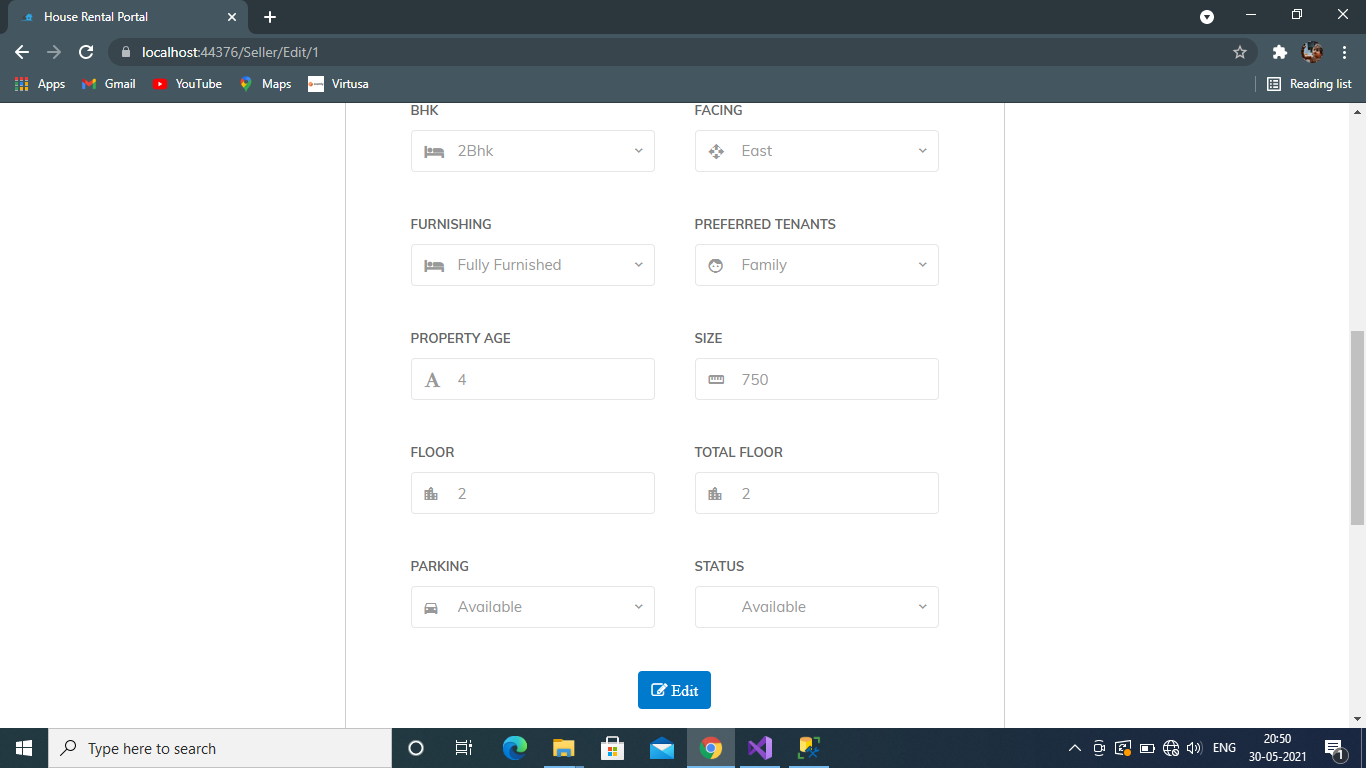 House Rental Portal
localhost:44376/Seller/Edit/1
Apps Gmail YouTube Maps Virtusa Reading list
BHK FACING
2Bhk East
FURNISHING PREFERRED TENANTS
Fully Furnished Family
PROPERTY AGE SIZE
A 4 750
FLOOR TOTAL FLOOR
2 2
PARKING STATUS
Available Available
Edit
Type here to search ENG 20:50
30-05-2021
1